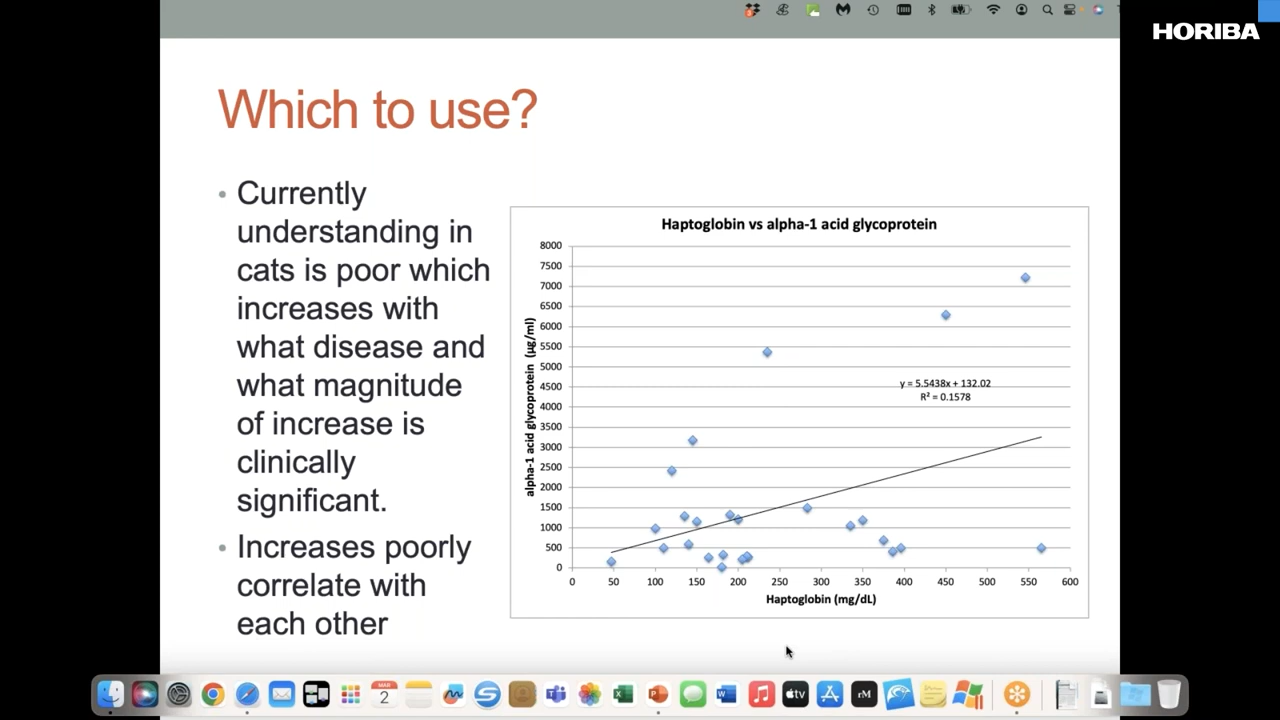 HORIBA
Which to use?
• Currently
understanding in
cats is poor which
increases with
what disease and
what magnitude
of increase is
clinically
significant.
• Increases poorly
correlate with
each other
Haptoglobin vs alpha-1 acid glycoprotein
alpha-1 acid glycoprotein (µg/ml)
8000
7500
7000
6500
6000
5500
5000
4500
4000
3500
3000
2500
2000
1500
1000
500
0
y = 5.5438x + 132.02
R² = 0.1578
0 50 100 150 200 250 300 350 400 450 500 550 600
Haptoglobin (mg/dL)
MAR
2
tv
rM